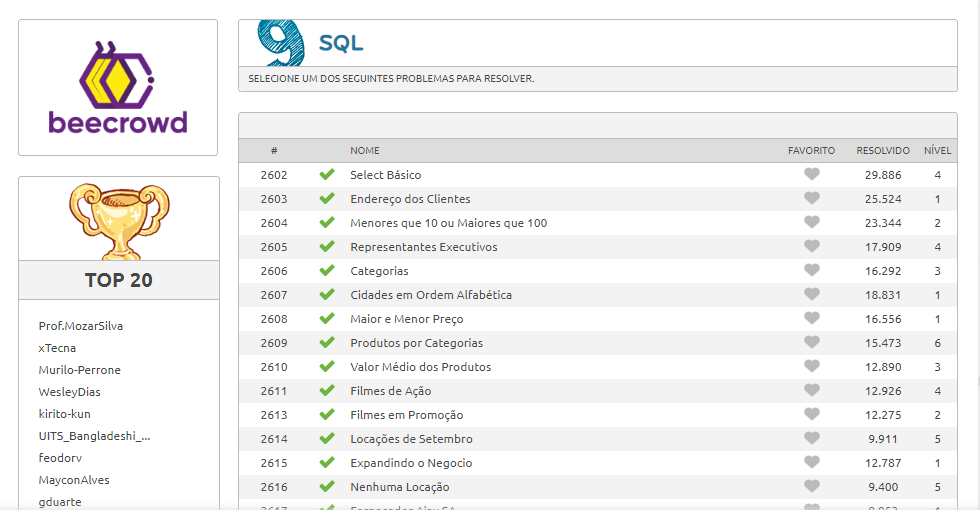 beecrowd
9 SQL
SELECIONE UM DOS SEGUINTES PROBLEMAS PARA RESOLVER.
# NOME FAVORITO RESOLVIDO NÍVEL
2602 Select Básico 29.886 4
2603 Endereço dos Clientes 25.524 1
2604 Menores que 10 ou Maiores que 100 23.344 2
2605 Representantes Executivos 17.909 4
2606 Categorias 16.292 3
2607 Cidades em Ordem Alfabética 18.831 1
2608 Maior e Menor Preço 16.556 1
2609 Produtos por Categorias 15.473 6
2610 Valor Médio dos Produtos 12.890 3
2611 Filmes de Ação 12.926 4
2613 Filmes em Promoção 12.275 2
2614 Locações de Setembro 9.911 5
2615 Expandindo o Negocio 12.787 1
2616 Nenhuma Locação 9.400 5
TOP 20
Prof.MozarSilva
xTecna
Murilo-Perrone
WesleyDias
kirito-kun
UITS_Bangladeshi_...
feodorv
MayconAlves
gduarte